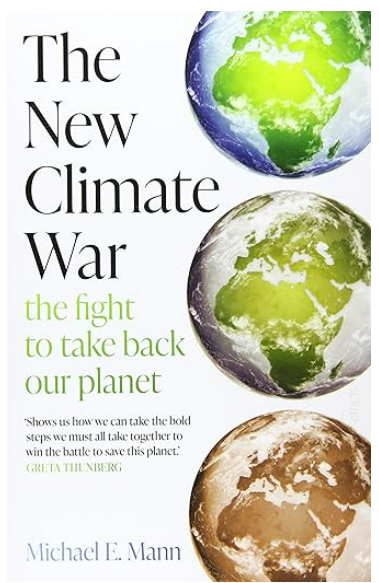 The
New
Climate
War
the fight
to take back
our planet
‘Shows us how we can take the bold
steps we must all take together to
win the battle to save this planet.’
GRETA THUNBERG
Michael E. Mann